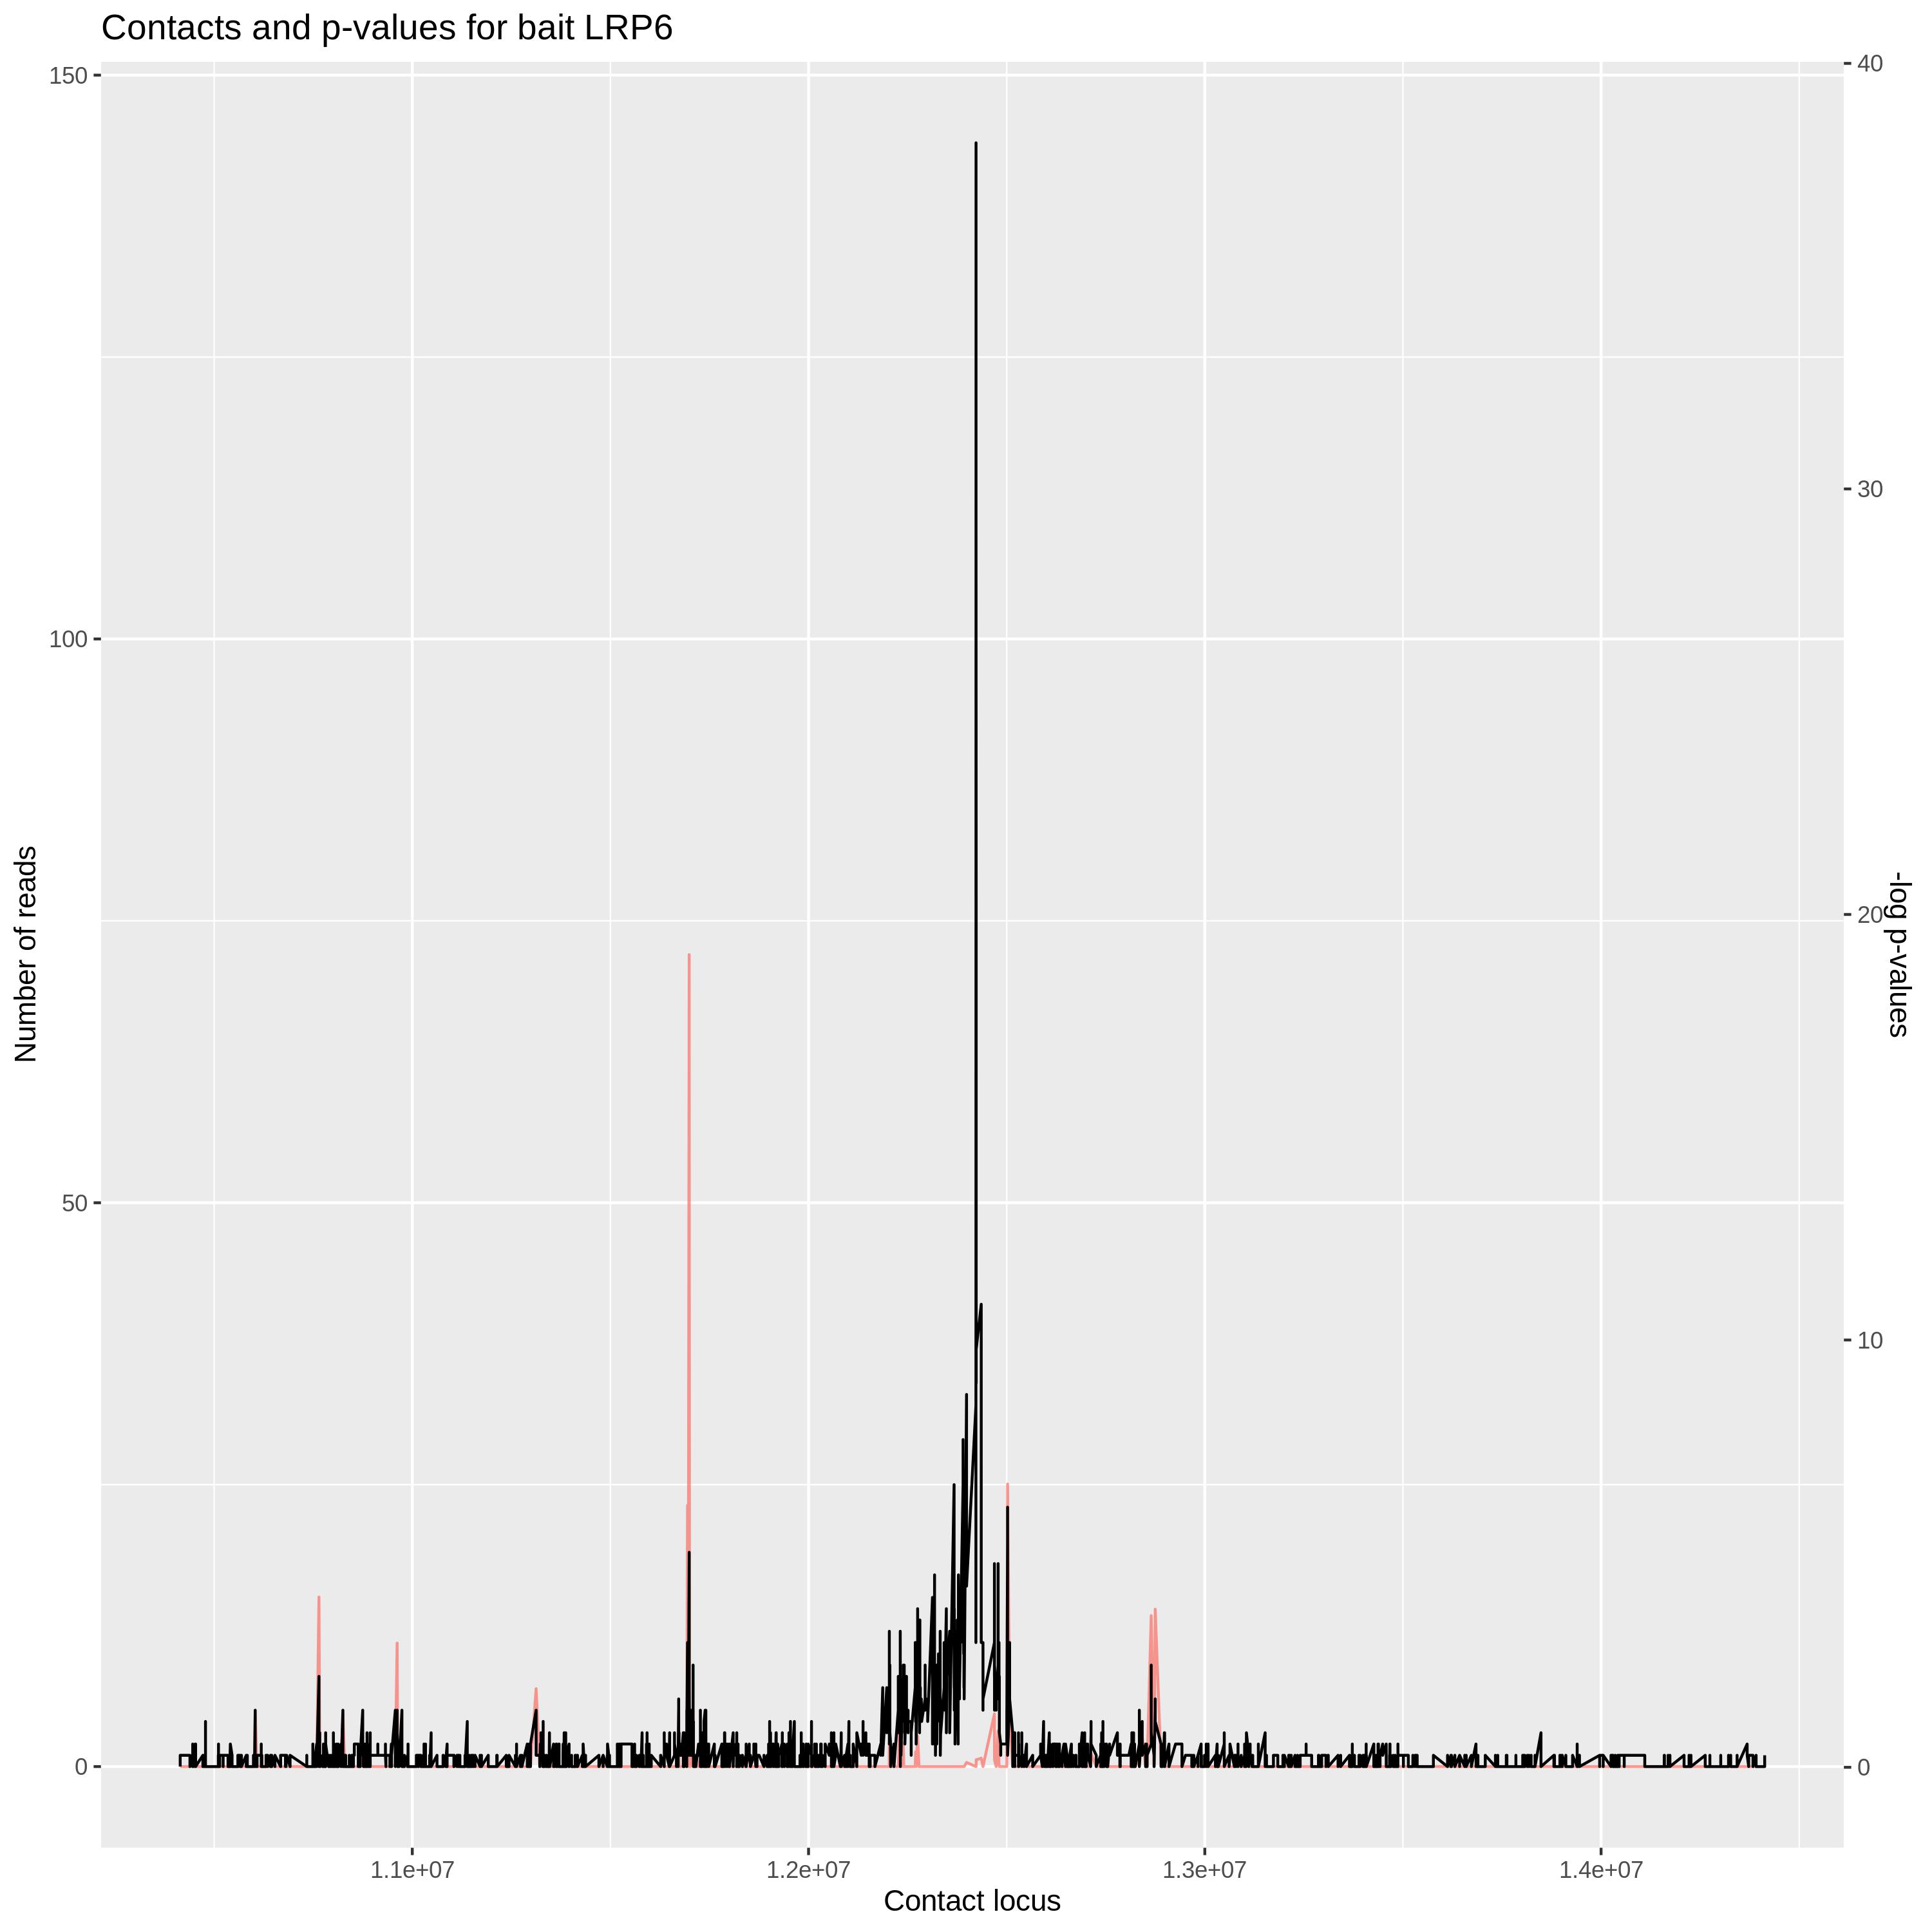 Contacts and p-values for bait LRP6
150
100
50
0
Number of reads
40
30
20
10
0
-log p-values
1.1e+07
1.2e+07
1.3e+07
1.4e+07
Contact locus